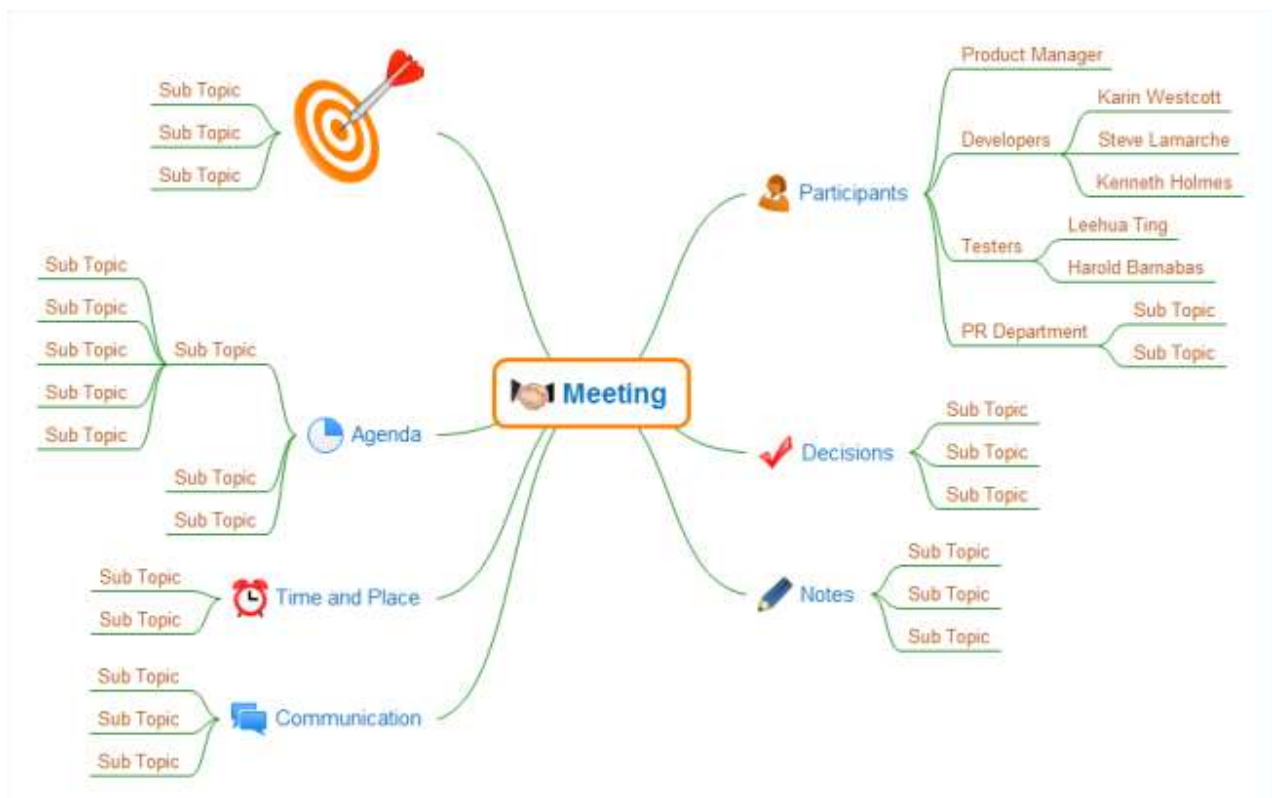 Meeting
Sub Topic
Sub Topic
Sub Topic
Agenda
Sub Topic
Sub Topic
Sub Topic
Sub Topic
Sub Topic
Sub Topic
Sub Topic
Sub Topic
Time and Place
Sub Topic
Sub Topic
Communication
Sub Topic
Sub Topic
Sub Topic
Participants
Product Manager
Developers
Karin Westcott
Steve Lamarche
Kenneth Holmes
Testers
Leehua Ting
Harold Barnabas
PR Department
Sub Topic
Sub Topic
Decisions
Sub Topic
Sub Topic
Sub Topic
Notes
Sub Topic
Sub Topic
Sub Topic